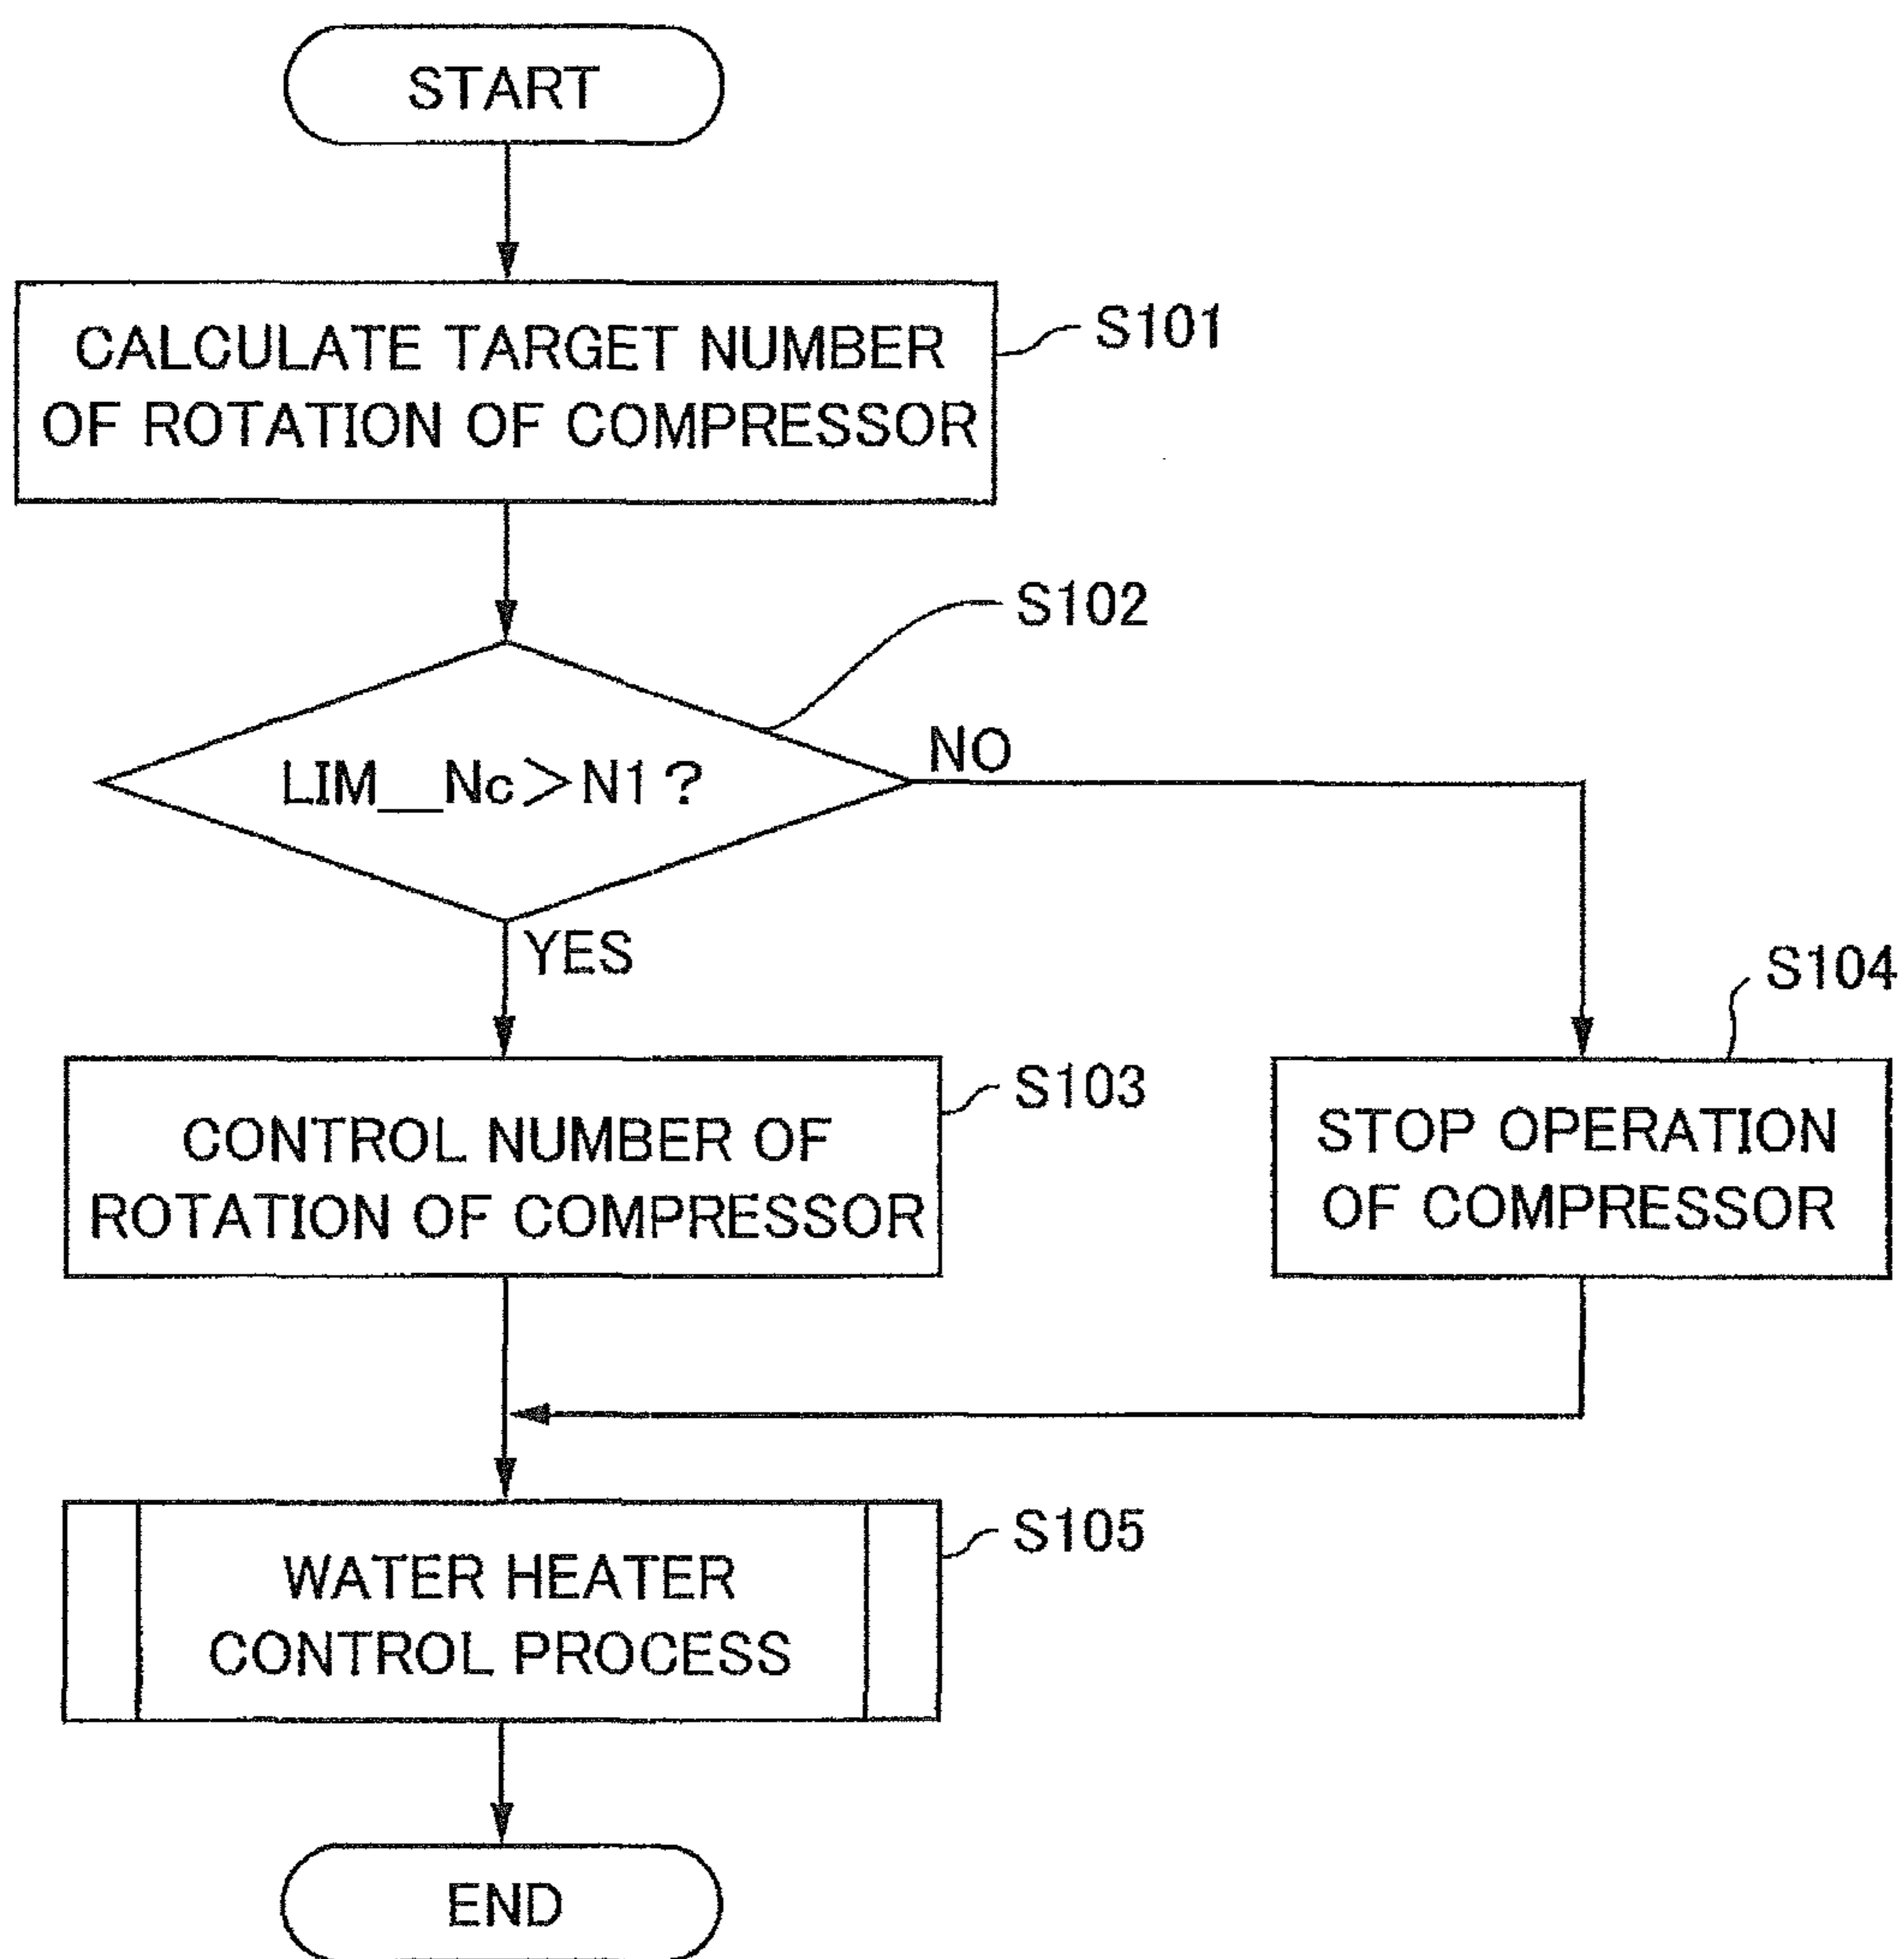 START
CALCULATE TARGET NUMBER
OF ROTATION OF COMPRESSOR
S101
S102
LIM__Nc>N1?
NO
YES
S103
CONTROL NUMBER OF
ROTATION OF COMPRESSOR
S104
STOP OPERATION
OF COMPRESSOR
S105
WATER HEATER
CONTROL PROCESS
END